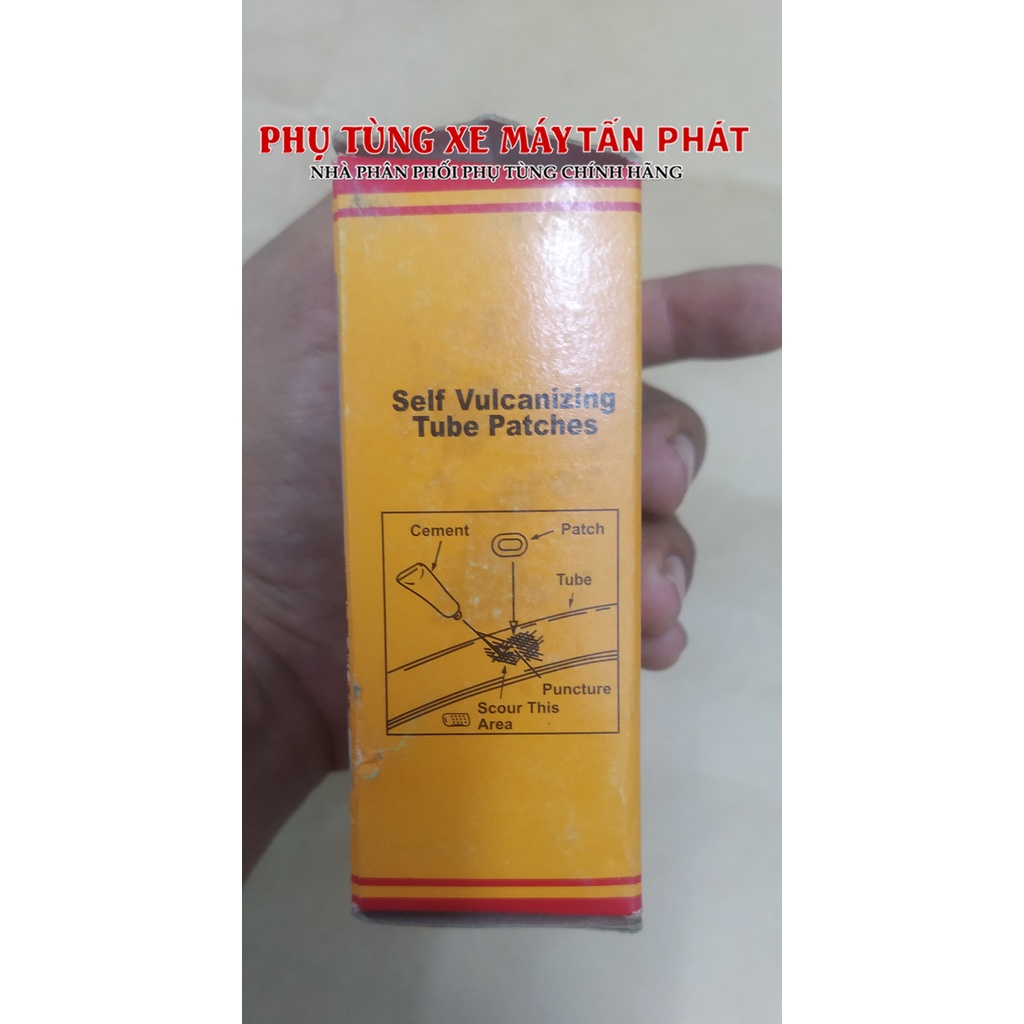 PHỤ TÙNG XE MÁY TẤN PHÁT
NHÀ PHÂN PHỐI PHỤ TÙNG CHÍNH HÃNG
Self Vulcanizing
Tube Patches
Cement
Patch
Tube
Puncture
Scour This
Area